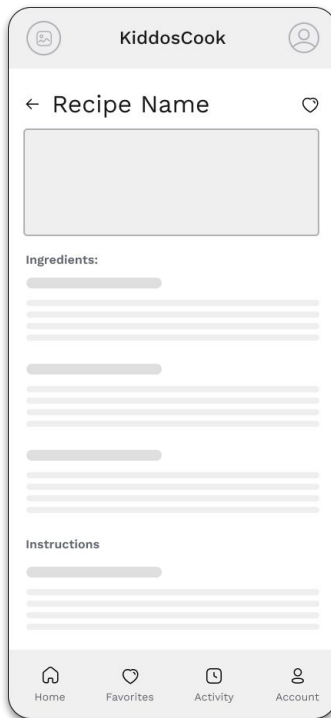 KiddosCook
Recipe Name
Ingredients:
Instructions
Home Favorites Activity Account